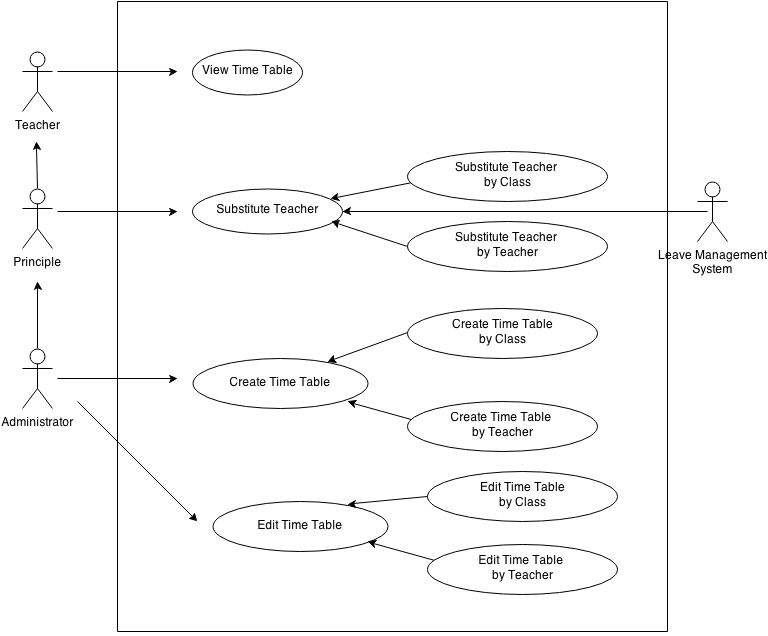 View Time Table
Teacher
Substitute Teacher
by Class
Substitute Teacher
Substitute Teacher
by Teacher
Principle
Leave Management
System
Create Time Table
by Class
Create Time Table
Administrator
Create Time Table
by Teacher
Edit Time Table
by Class
Edit Time Table
Edit Time Table
by Teacher